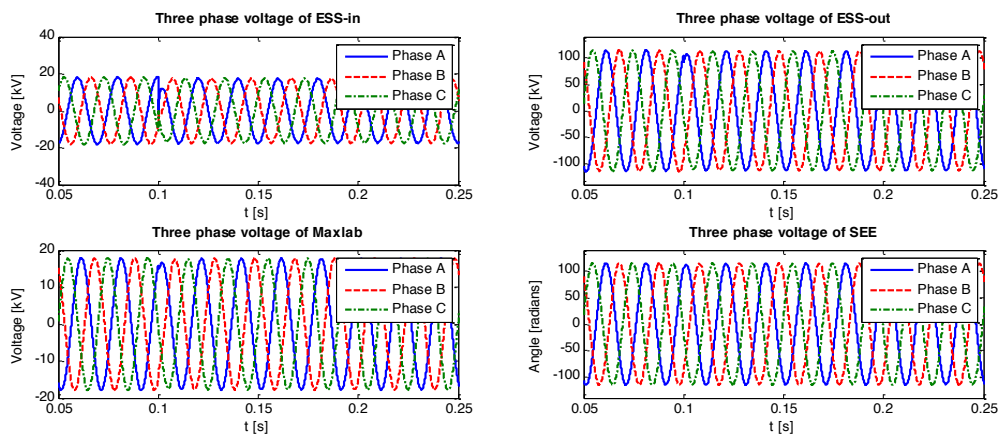 Three phase voltage of ESS-in
Voltage [kV]
40
20
0
-20
-40
Phase A
Phase B
Phase C
0.05
0.1
0.15
0.2
0.25
t [s]
Three phase voltage of ESS-out
Voltage [kV]
100
50
0
-50
-100
Phase A
Phase B
Phase C
0.05
0.1
0.15
0.2
0.25
t [s]
Three phase voltage of Maxlab
Voltage [kV]
20
10
0
-10
-20
Phase A
Phase B
Phase C
0.05
0.1
0.15
0.2
0.25
t [s]
Three phase voltage of SEE
Angle [radians]
100
50
0
-50
-100
Phase A
Phase B
Phase C
0.05
0.1
0.15
0.2
0.25
t [s]